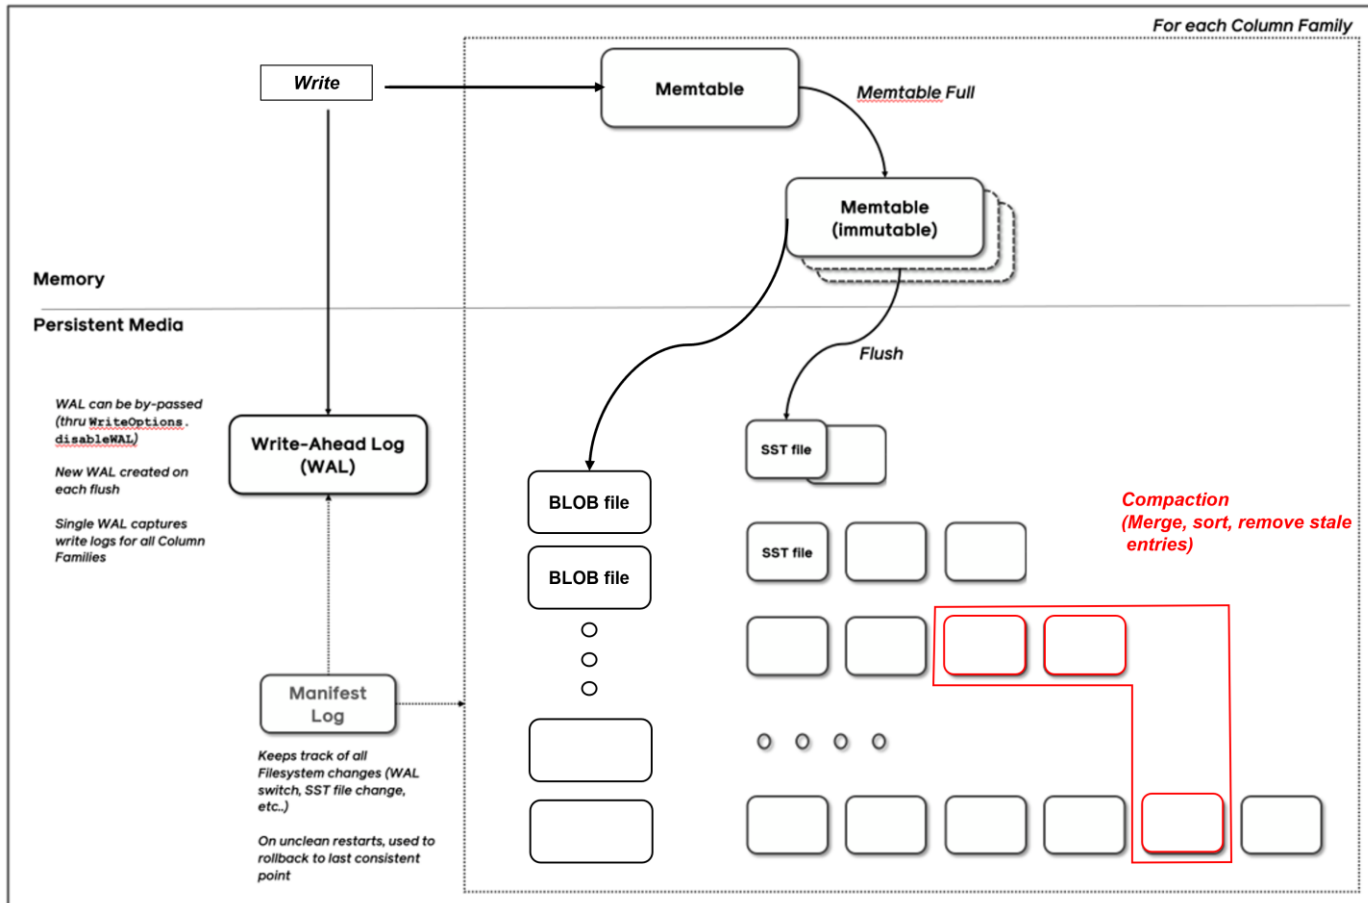 For each Column Family
Write
Memtable
Memtable Full
Memtable
(immutable)
Memory
Persistent Media
Flush
WAL can be by-passed
(thru WriteOptions.
disableWAL)
New WAL created on
each flush
Single WAL captures
write logs for all Column
Families
Write-Ahead Log
(WAL)
SST file
BLOB file
SST file
BLOB file
Compaction
(Merge, sort, remove stale
entries)
Manifest
Log
Keeps track of all
Filesystem changes (WAL
switch, SST file change,
etc..)
On unclean restarts, used to
rollback to last consistent
point